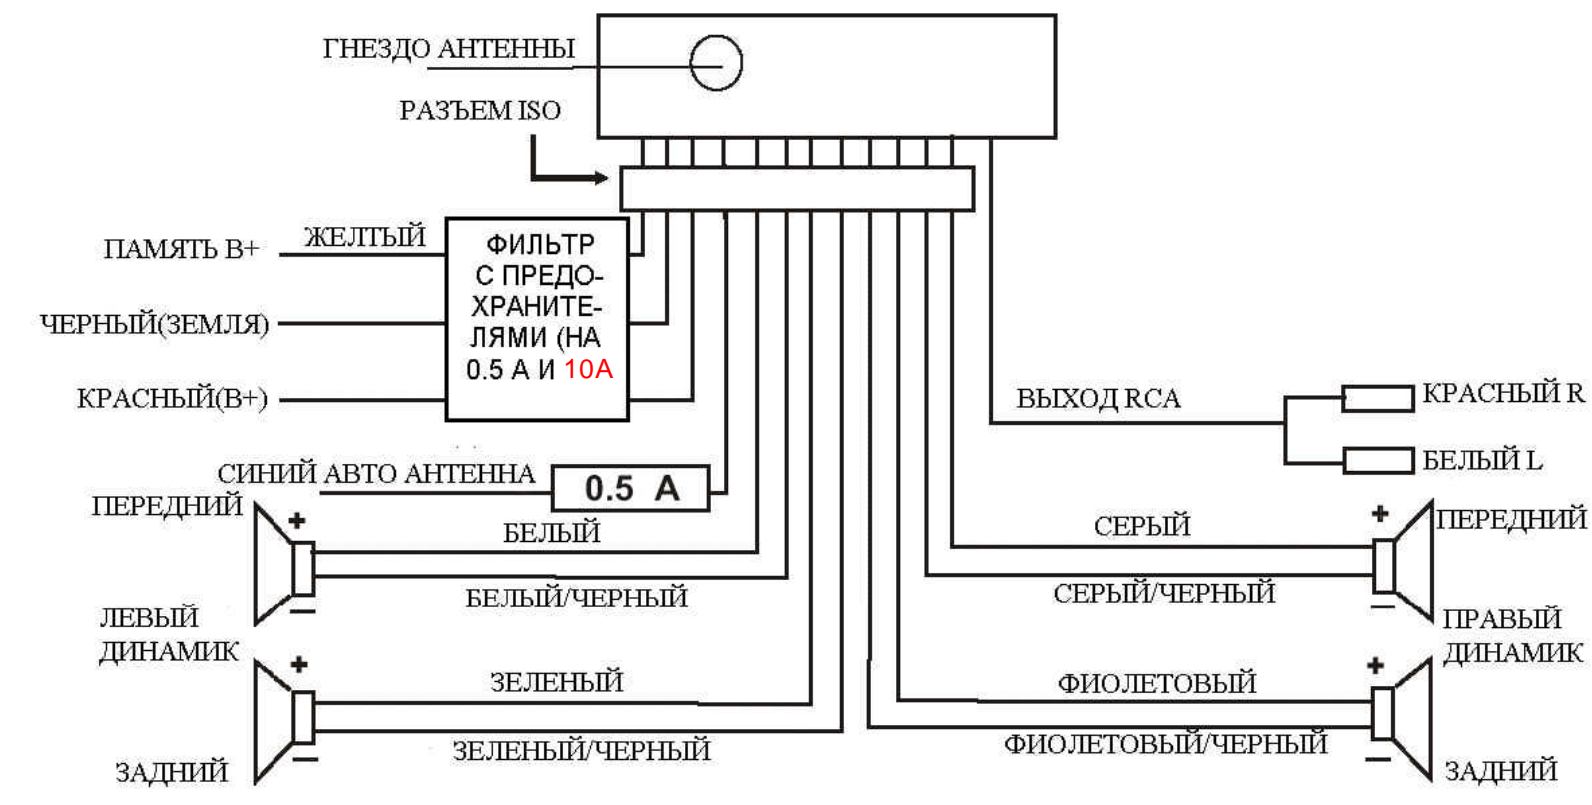 ГНЕЗДО АНТЕННЫ
РАЗЪЕМ ISO
ПАМЯТЬ B+
ЖЕЛТЫЙ
ЧЕРНЫЙ(ЗЕМЛЯ)
КРАСНЫЙ(B+)
ФИЛЬТР
С ПРЕДО-
ХРАНИТЕ-
ЛЯМИ (НА
0.5 А И 10А
СИНИЙ АВТО АНТЕННА
0.5 А
ВЫХОД RCA
КРАСНЫЙ R
БЕЛЫЙ L
ПЕРЕДНИЙ
+
БЕЛЫЙ
БЕЛЫЙ/ЧЕРНЫЙ
—
ЛЕВЫЙ
ДИНАМИК
+
ЗЕЛЕНЫЙ
ЗЕЛЕНЫЙ/ЧЕРНЫЙ
—
ЗАДНИЙ
СЕРЫЙ
+
ПЕРЕДНИЙ
СЕРЫЙ/ЧЕРНЫЙ
—
ПРАВЫЙ
ДИНАМИК
+
ФИОЛЕТОВЫЙ
ФИОЛЕТОВЫЙ/ЧЕРНЫЙ
—
ЗАДНИЙ